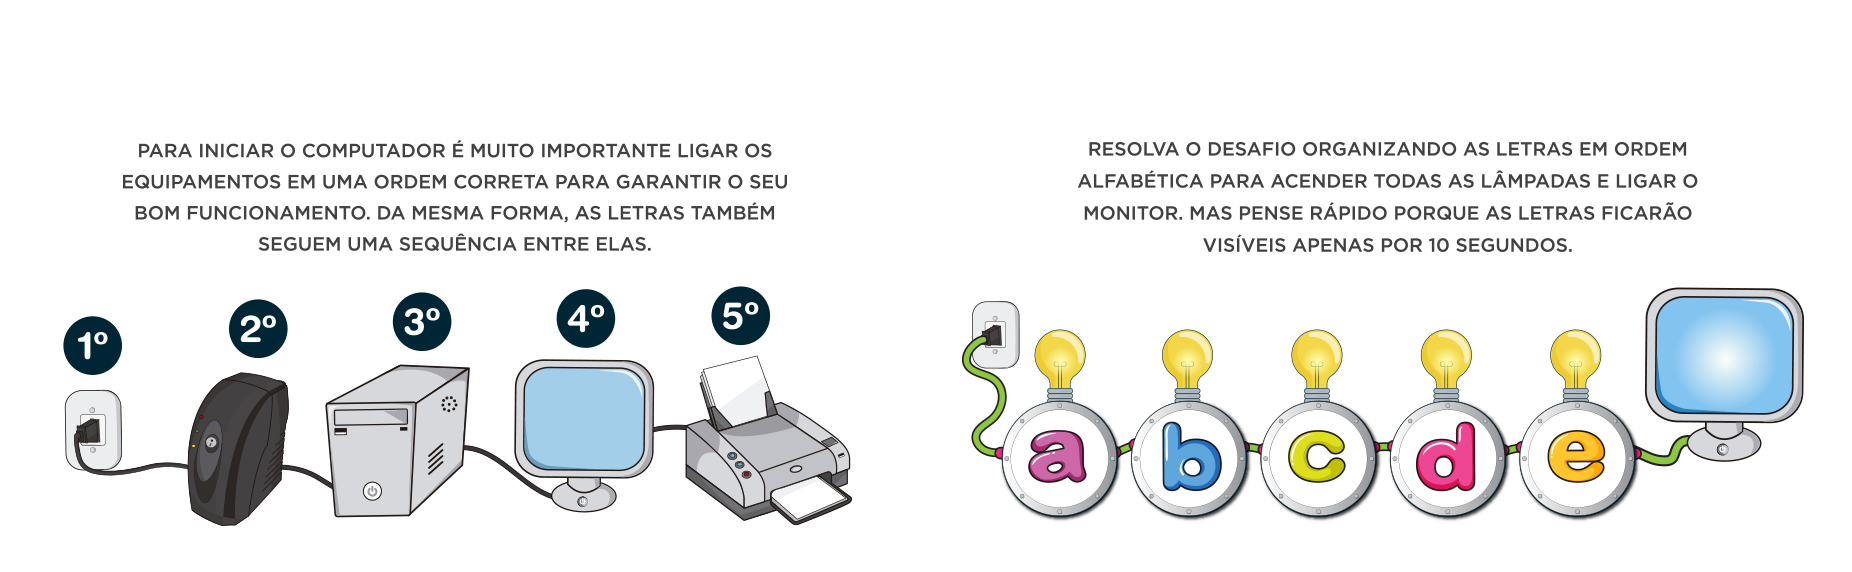 PARA INICIAR O COMPUTADOR É MUITO IMPORTANTE LIGAR OS
EQUIPAMENTOS EM UMA ORDEM CORRETA PARA GARANTIR O SEU
BOM FUNCIONAMENTO. DA MESMA FORMA, AS LETRAS TAMBÉM
SEGUEM UMA SEQUÊNCIA ENTRE ELAS.
1º
2º
3º
4º
5º
RESOLVA O DESAFIO ORGANIZANDO AS LETRAS EM ORDEM
ALFABÉTICA PARA ACENDER TODAS AS LÂMPADAS E LIGAR O
MONITOR. MAS PENSE RÁPIDO PORQUE AS LETRAS FICARÃO
VISÍVEIS APENAS POR 10 SEGUNDOS.
a b c d e